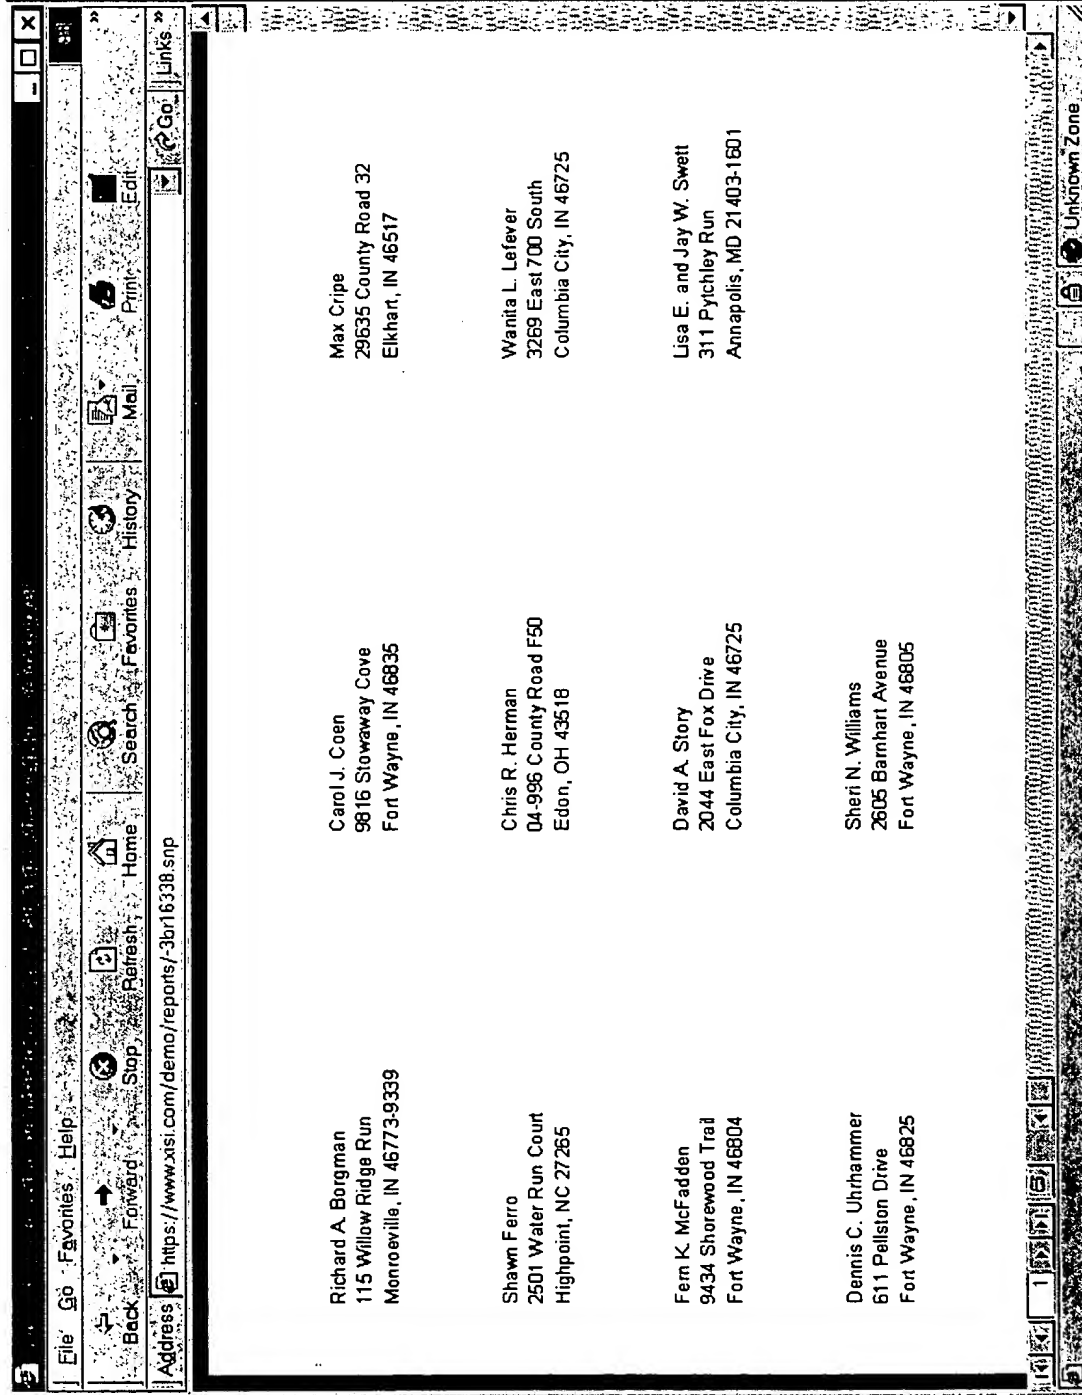 File Go Favorites Help
Back Forward Stop Refresh Home Search Favorites History Mail Print Edit »
Address https://www.xisi.com/demo/reports/-3br16338.snp Go Links »
Richard A. Borgman
115 Willow Ridge Run
Monroeville, IN 46773-9339
Carol J. Coen
9816 Stowaway Cove
Fort Wayne, IN 46835
Max Cripe
29635 County Road 32
Elkhart, IN 46517
Shawn Ferro
2501 Water Run Court
Highpoint, NC 27265
Chris R. Herman
04-996 County Road F50
Edon, OH 43518
Wanita L. Lefever
3269 East 700 South
Columbia City, IN 46725
Fern K. McFadden
9434 Shorewood Trail
Fort Wayne, IN 46804
David A. Story
2044 East Fox Drive
Columbia City, IN 46725
Lisa E. and Jay W. Swett
311 Pytchley Run
Annapolis, MD 21403-1601
Dennis C. Uhrhammer
611 Pellston Drive
Fort Wayne, IN 46825
Sheri N. Williams
2605 Barnhart Avenue
Fort Wayne, IN 46805
1
Unknown Zone